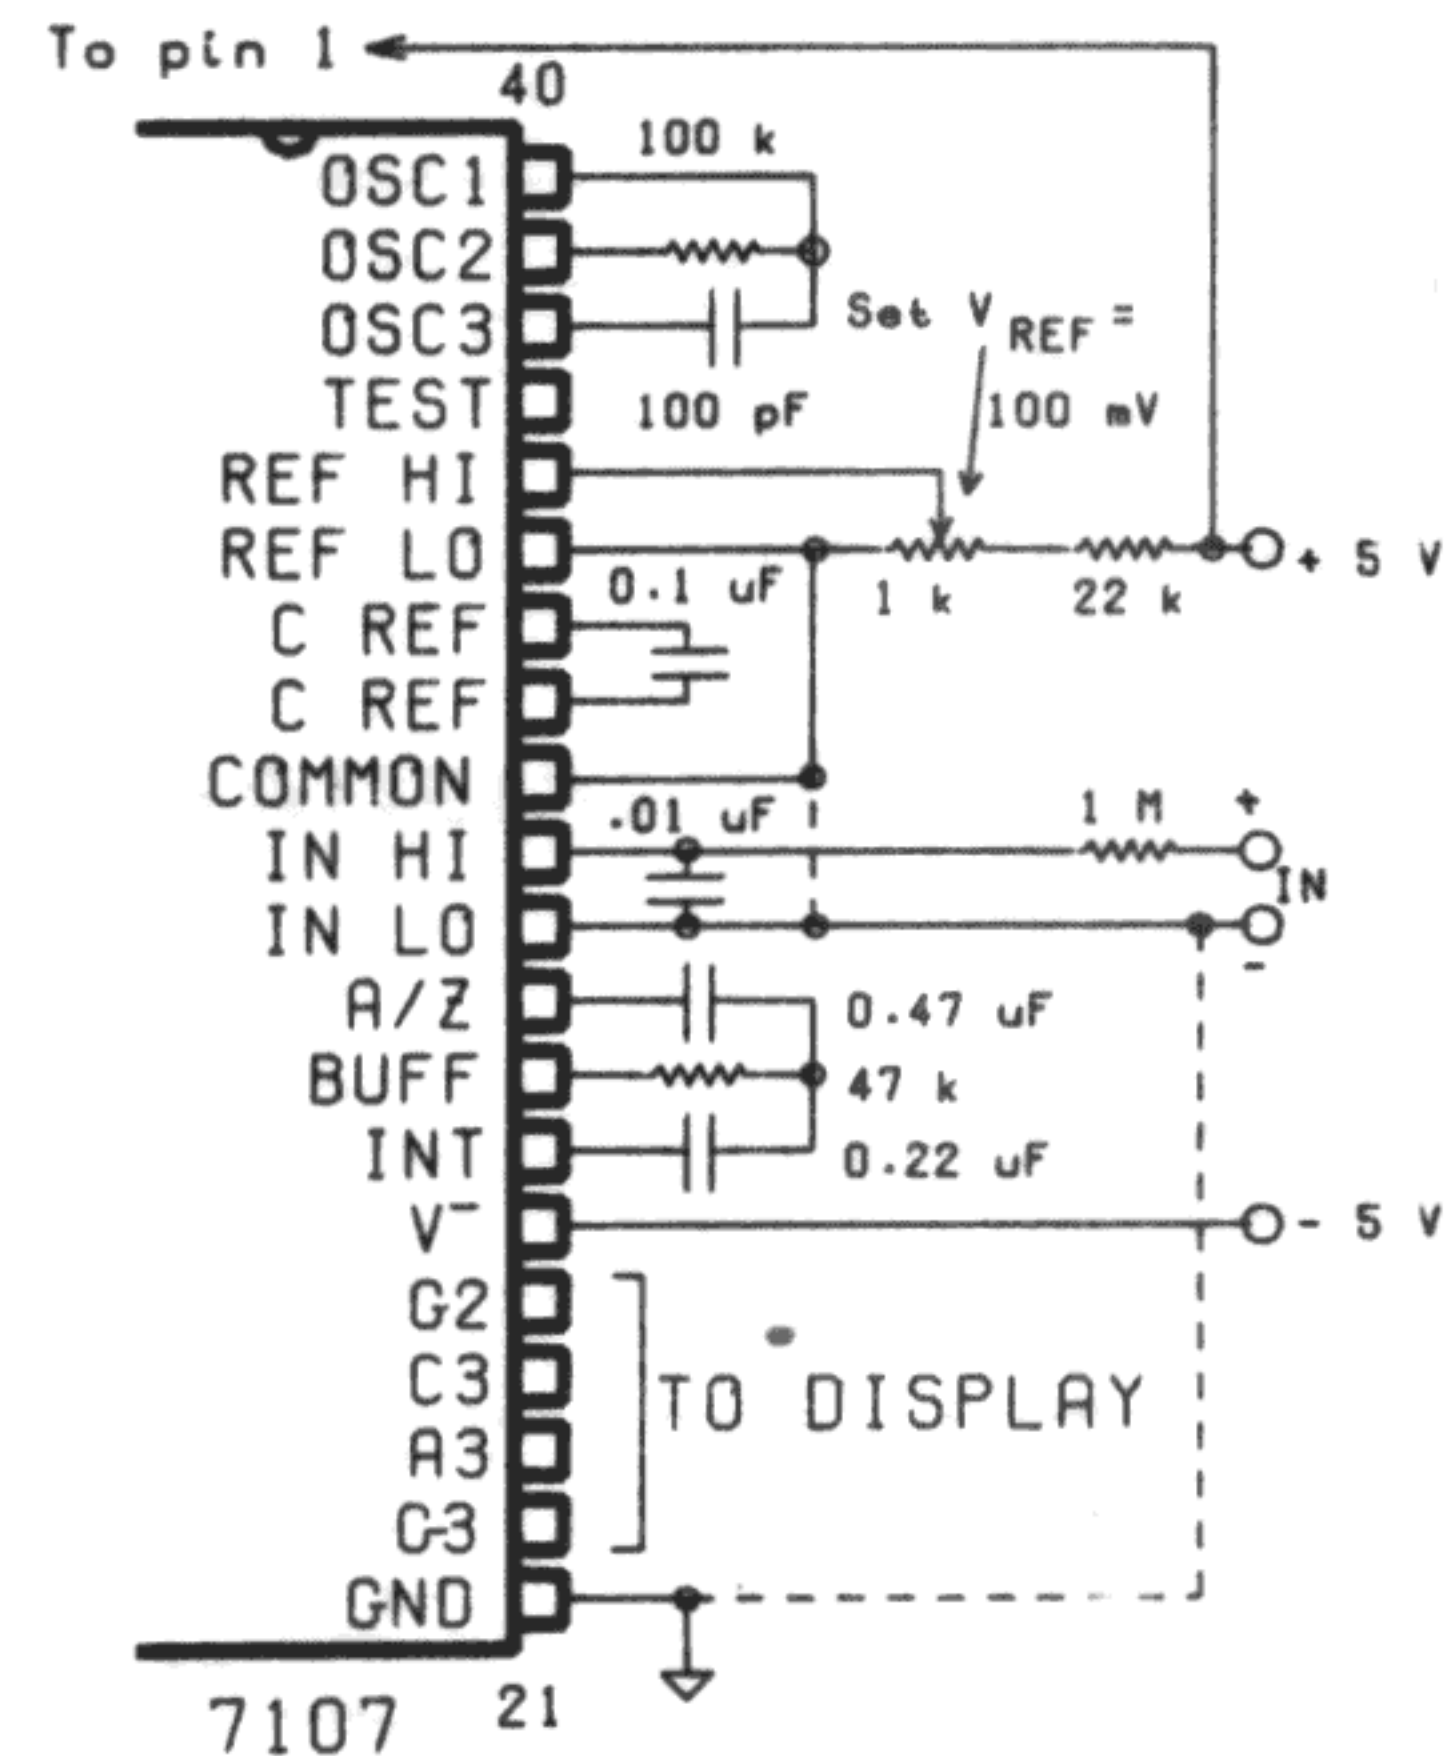 To pin 1
40
OSC1
100 k
OSC2
OSC3
100 pF
Set V REF =
100 mV
TEST
REF HI
REF LO
1 k
22 k
+ 5 V
0.1 uF
C REF
C REF
COMMON
.01 uF
1 M
+
IN HI
IN
IN LO
-
A/Z
0.47 uF
BUFF
47 k
INT
0.22 uF
V-
- 5 V
G2
C3
TO DISPLAY
A3
G3
GND
21
7107